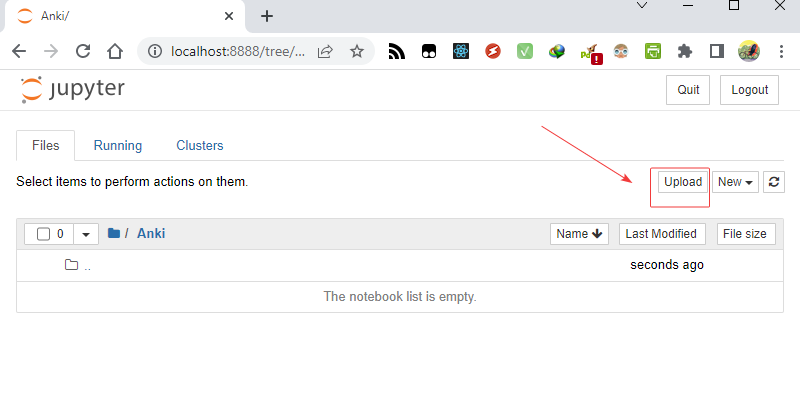 Anki/
localhost:8888/tree/...
jupyter
Quit Logout
Files Running Clusters
Select items to perform actions on them.
Upload New
0 / Anki Name Last Modified File size
.. seconds ago
The notebook list is empty.